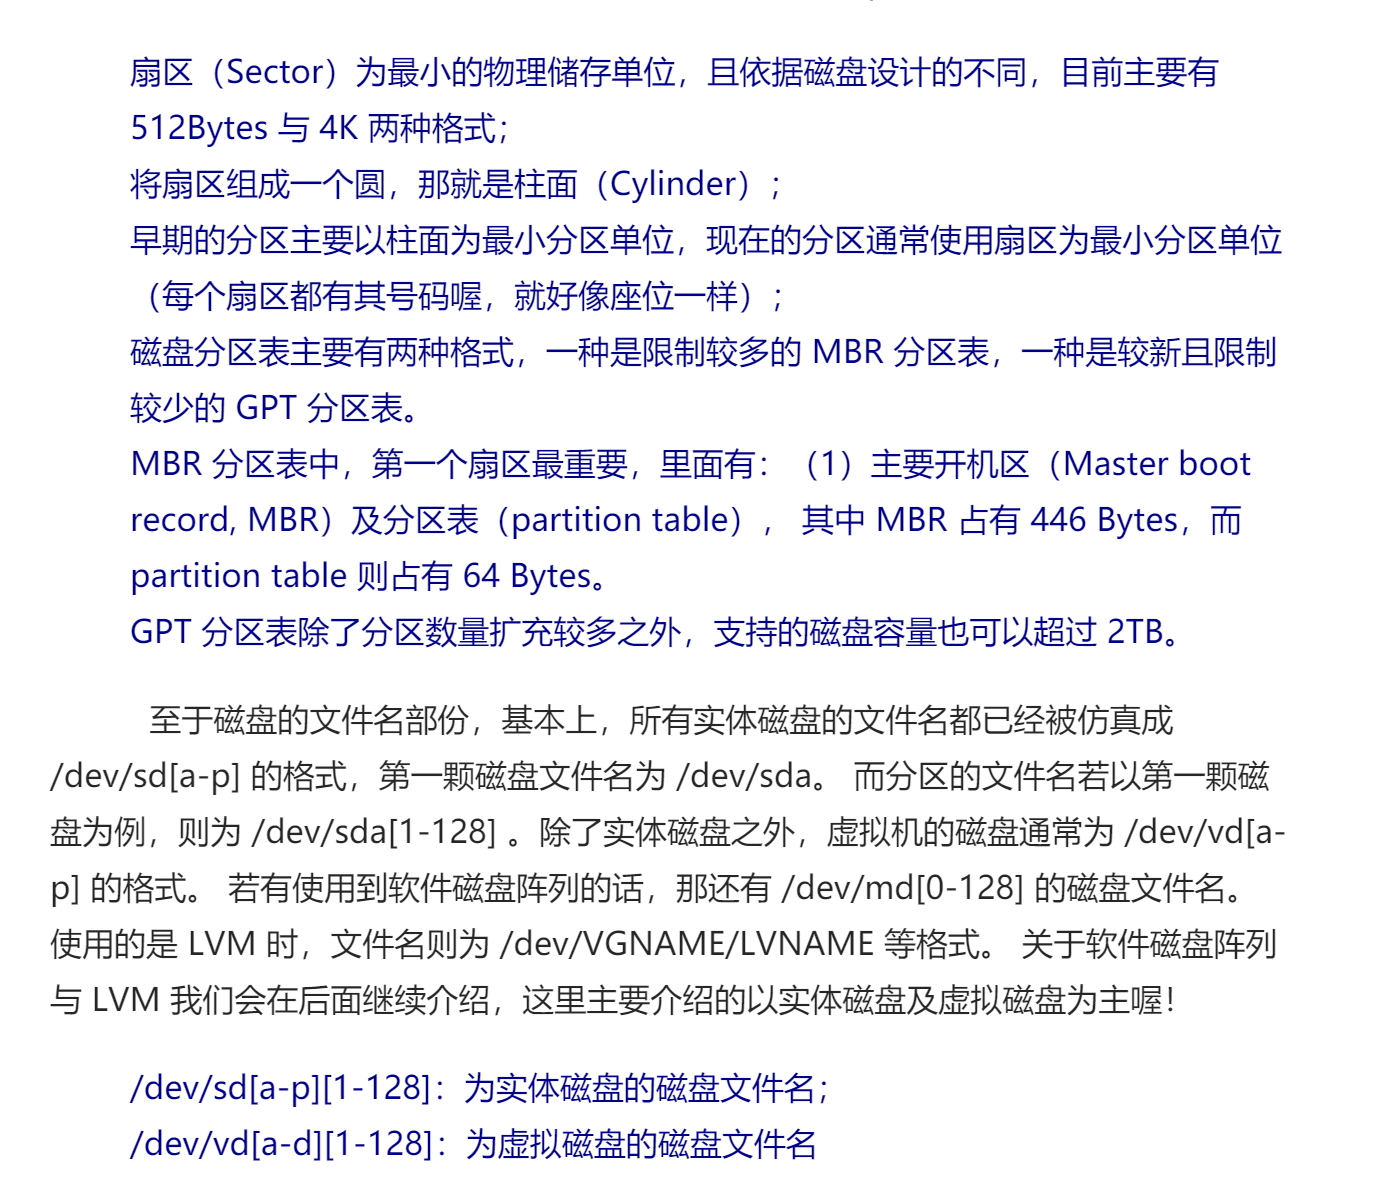 扇区（Sector）为最小的物理储存单位，且依据磁盘设计的不同，目前主要有
512Bytes 与 4K 两种格式；
将扇区组成一个圆，那就是柱面（Cylinder）；
早期的分区主要以柱面为最小分区单位，现在的分区通常使用扇区为最小分区单位
（每个扇区都有其号码喔，就好像座位一样）；
磁盘分区表主要有两种格式，一种是限制较多的 MBR 分区表，一种是较新且限制
较少的 GPT 分区表。
MBR 分区表中，第一个扇区最重要，里面有：（1）主要开机区（Master boot
record, MBR）及分区表（partition table）， 其中 MBR 占有 446 Bytes，而
partition table 则占有 64 Bytes。
GPT 分区表除了分区数量扩充较多之外，支持的磁盘容量也可以超过 2TB。
至于磁盘的文件名部份，基本上，所有实体磁盘的文件名都已经被仿真成
/dev/sd[a-p] 的格式，第一颗磁盘文件名为 /dev/sda。 而分区的文件名若以第一颗磁
盘为例，则为 /dev/sda[1-128] 。除了实体磁盘之外，虚拟机的磁盘通常为 /dev/vd[a-
p] 的格式。 若有使用到软件磁盘阵列的话，那还有 /dev/md[0-128] 的磁盘文件名。
使用的是 LVM 时，文件名则为 /dev/VGNAME/LVNAME 等格式。 关于软件磁盘阵列
与 LVM 我们会在后面继续介绍，这里主要介绍的以实体磁盘及虚拟磁盘为主喔！
/dev/sd[a-p][1-128]：为实体磁盘的磁盘文件名；
/dev/vd[a-d][1-128]：为虚拟磁盘的磁盘文件名